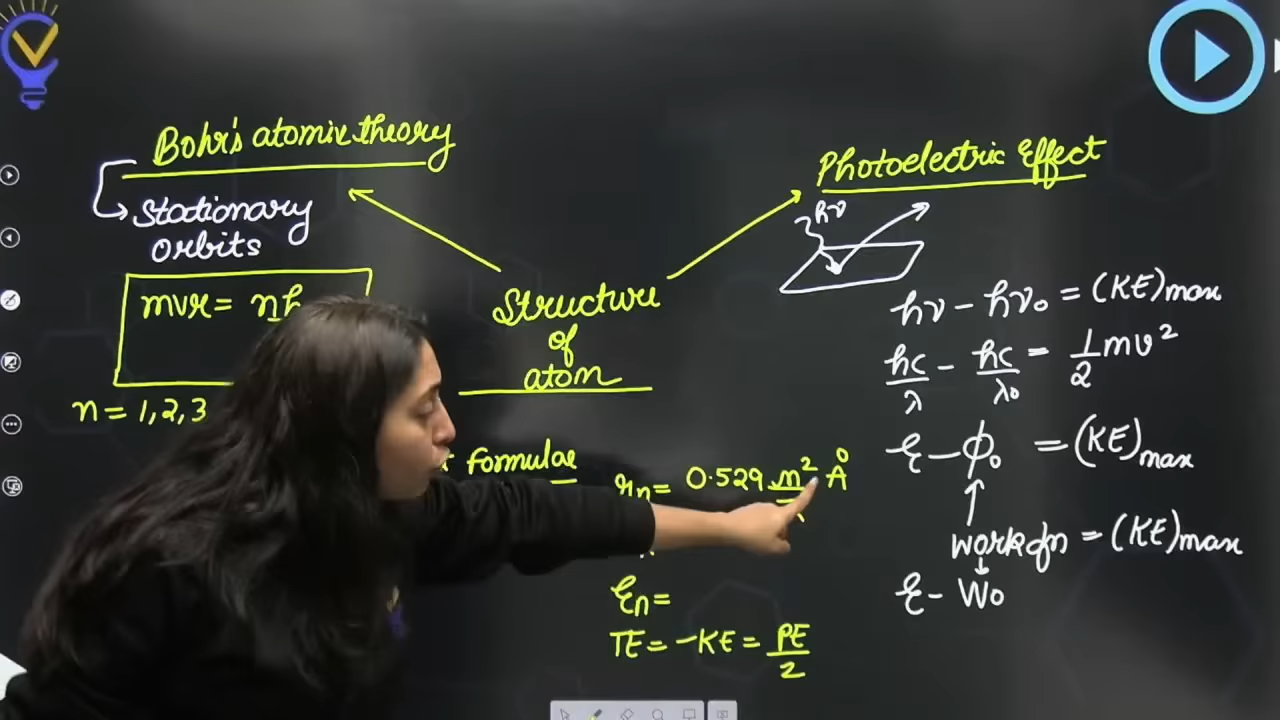 Bohr's atomic theory
Stationary
orbits
mvr = nh
n = 1, 2, 3
Structure
of
atom
formulae
rn = 0.529 n² A°
En =
TE = -KE = PE/2
Photoelectric Effect
hν
hν - hν₀ = (KE)max
hc/λ - hc/λ₀ = 1/2 mv²
E - φ₀ = (KE)max
work fn = (KE)max
E - W₀